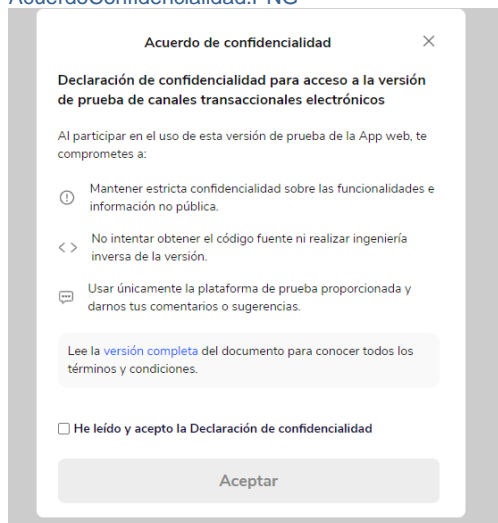 AcuerdoConfidencialidad.PNG
Acuerdo de confidencialidad
Declaración de confidencialidad para acceso a la versión
de prueba de canales transaccionales electrónicos
Al participar en el uso de esta versión de prueba de la App web, te
comprometes a:
Mantener estricta confidencialidad sobre las funcionalidades e
información no pública.
No intentar obtener el código fuente ni realizar ingeniería
inversa de la versión.
Usar únicamente la plataforma de prueba proporcionada y
darnos tus comentarios o sugerencias.
Lee la versión completa del documento para conocer todos los
términos y condiciones.
He leído y acepto la Declaración de confidencialidad
Aceptar